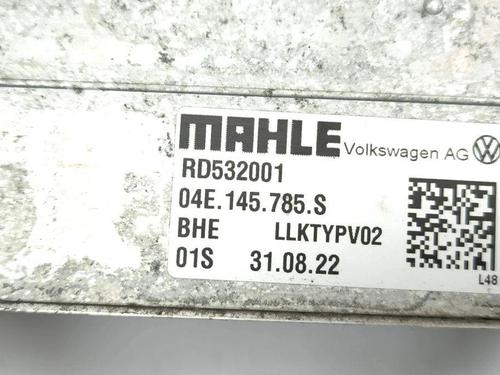 MAHLE Volkswagen AG
RD532001
04E.145.785.S
BHE LLKTYPV02
01S 31.08.22
L48